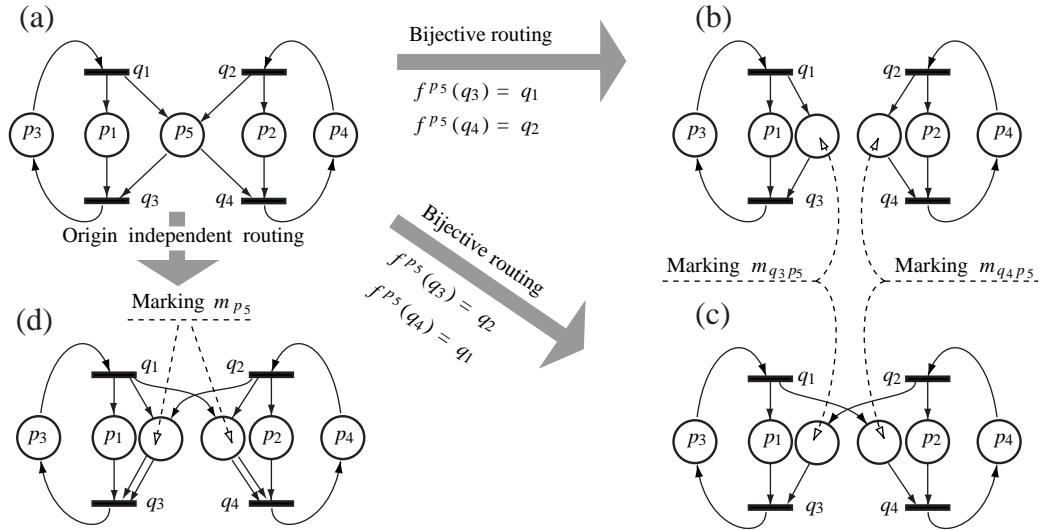 (a)
q1 q2
p3 p1 p5 p2 p4
q3 q4
Bijective routing
f^{p5}(q3) = q1
f^{p5}(q4) = q2
(b)
q1 q2
p3 p1 p2 p4
q3 q4
Origin independent routing
Bijective routing
f^{p5}(q3) = q2
f^{p5}(q4) = q1
Marking m_{q3p5}
Marking m_{q4p5}
Marking m_{p5}
(d)
q1 q2
p3 p1 p2 p4
q3 q4
(c)
q1 q2
p3 p1 p2 p4
q3 q4